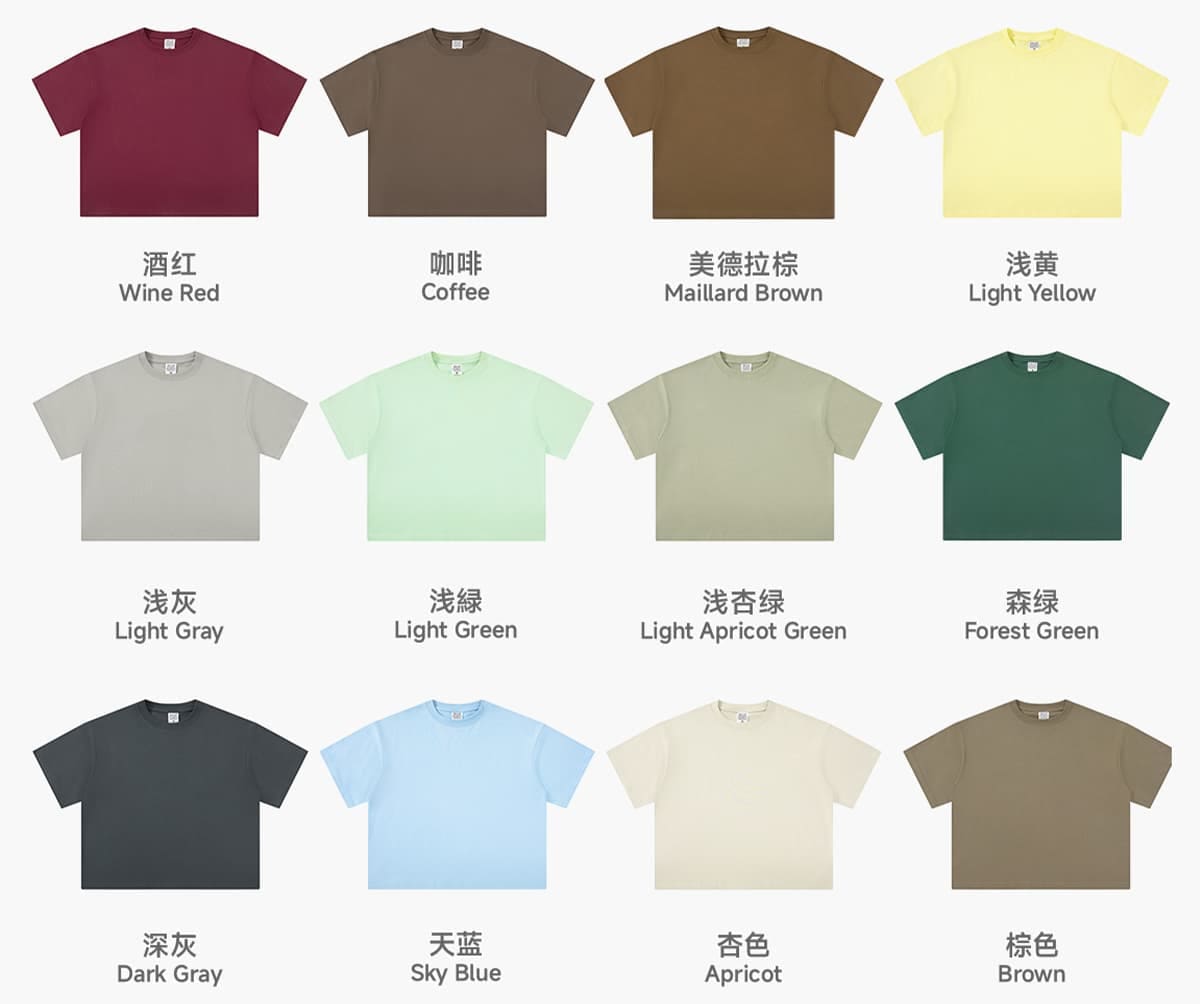 酒红
Wine Red
咖啡
Coffee
美德拉棕
Maillard Brown
浅黄
Light Yellow
浅灰
Light Gray
浅緑
Light Green
浅杏绿
Light Apricot Green
森绿
Forest Green
深灰
Dark Gray
天蓝
Sky Blue
杏色
Apricot
棕色
Brown